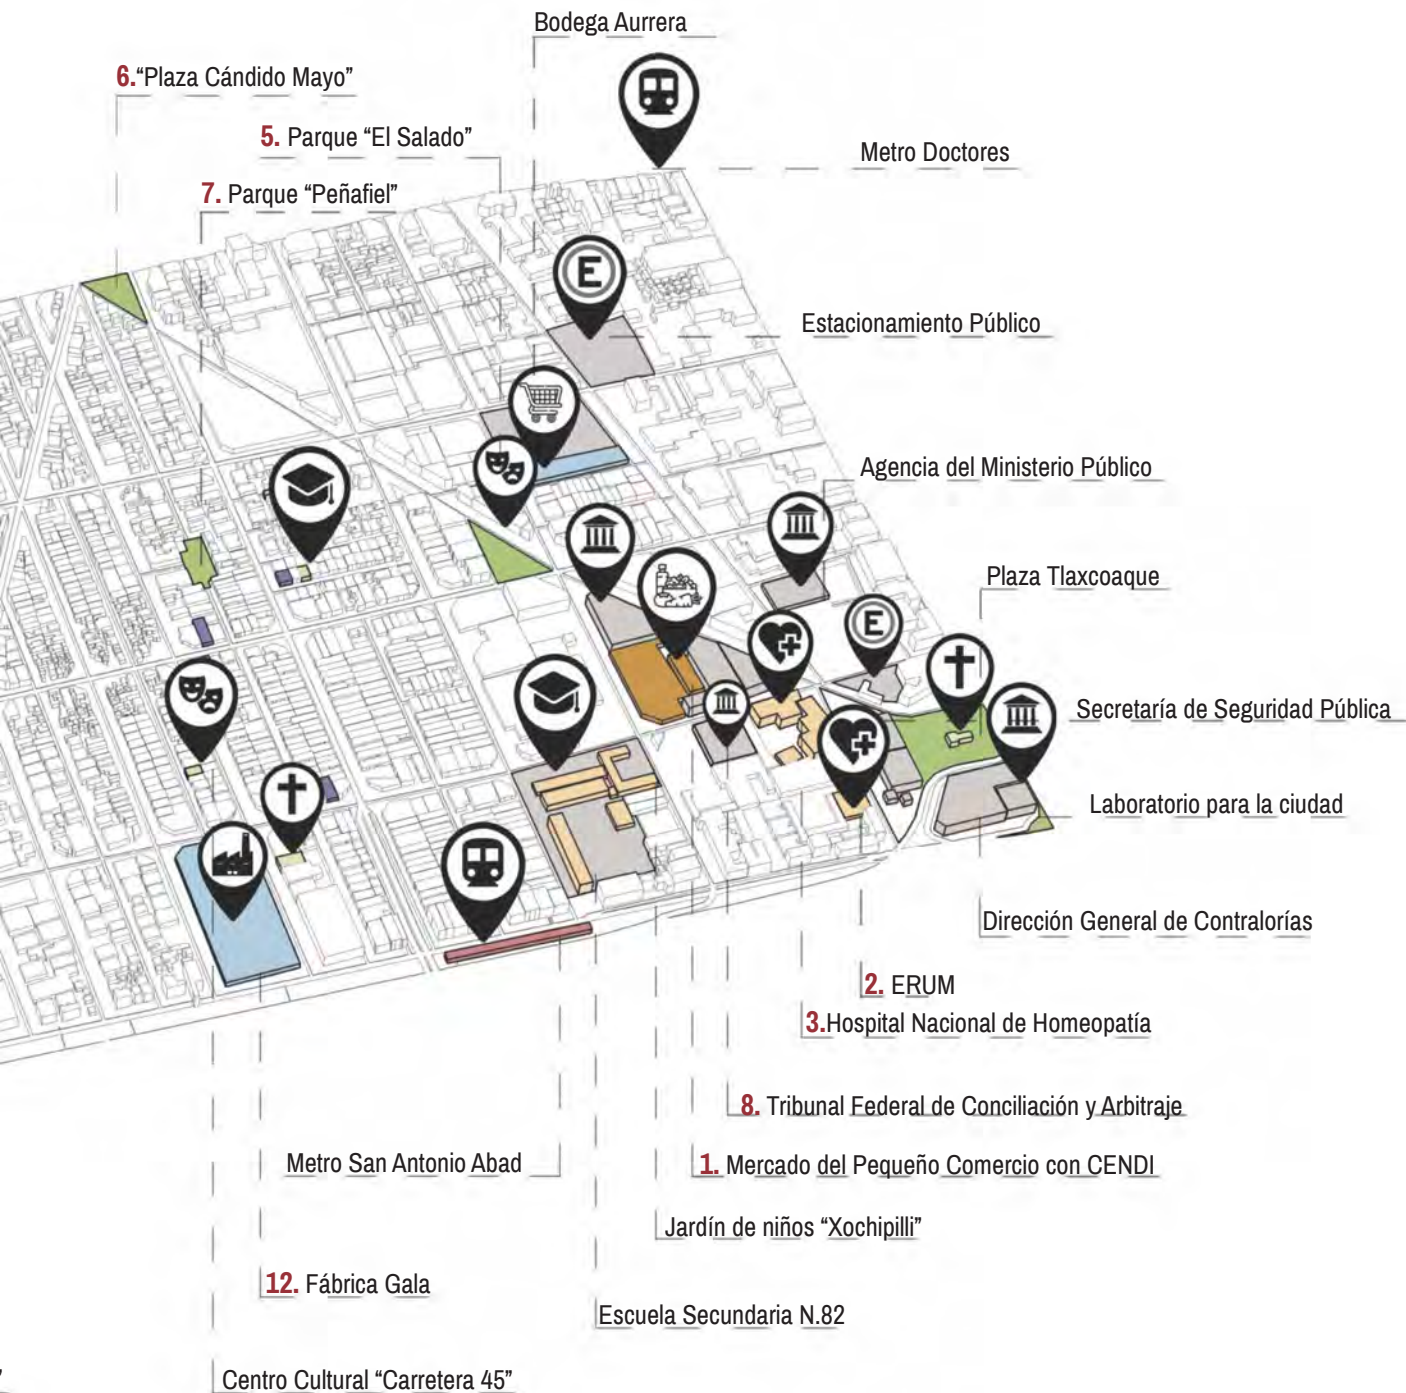 Bodega Aurrera
6.“Plaza Cándido Mayo”
5. Parque “El Salado”
Metro Doctores
7. Parque “Peñafiel”
E
Estacionamiento Público
Agencia del Ministerio Público
Plaza Tlaxcoaque
E
Secretaría de Seguridad Pública
Laboratorio para la ciudad
Dirección General de Contralorías
2. ERUM
3.Hospital Nacional de Homeopatía
8. Tribunal Federal de Conciliación y Arbitraje
Metro San Antonio Abad
1. Mercado del Pequeño Comercio con CENDI
Jardín de niños “Xochipilli”
12. Fábrica Gala
Escuela Secundaria N.82
Centro Cultural “Carretera 45”